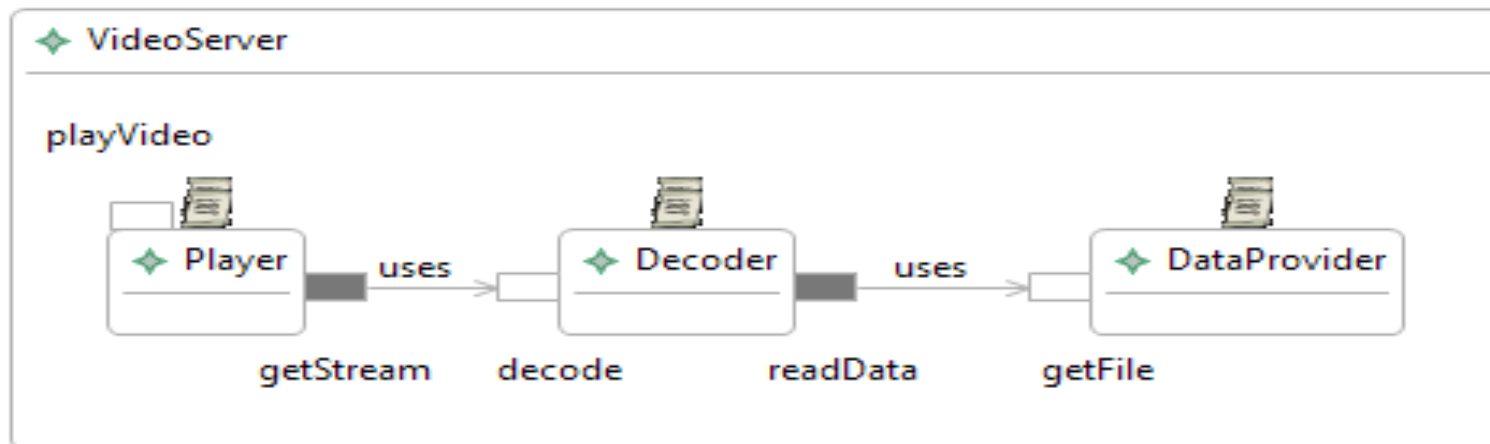 VideoServer
playVideo
Player
uses
Decoder
uses
DataProvider
getStream
decode
readData
getFile